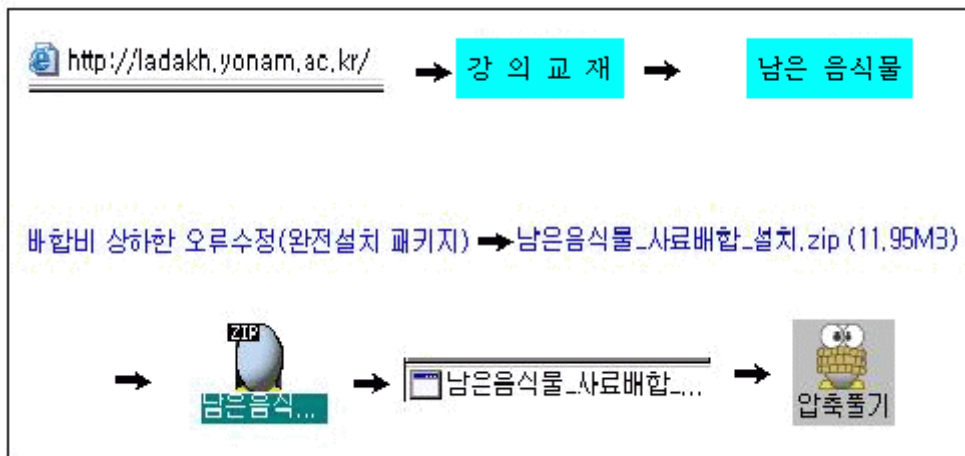 http://ladakh.yonam.ac.kr/ ➡ 강 의 교 재 ➡ 남은 음식물
배합비 상하한 오류수정(완전설치 패키지) ➡ 남은음식물_사료배합_설치.zip (11.95MB)
➡ ZIP 남은음식... ➡ 남은음식물_사료배합_... ➡ 압축풀기